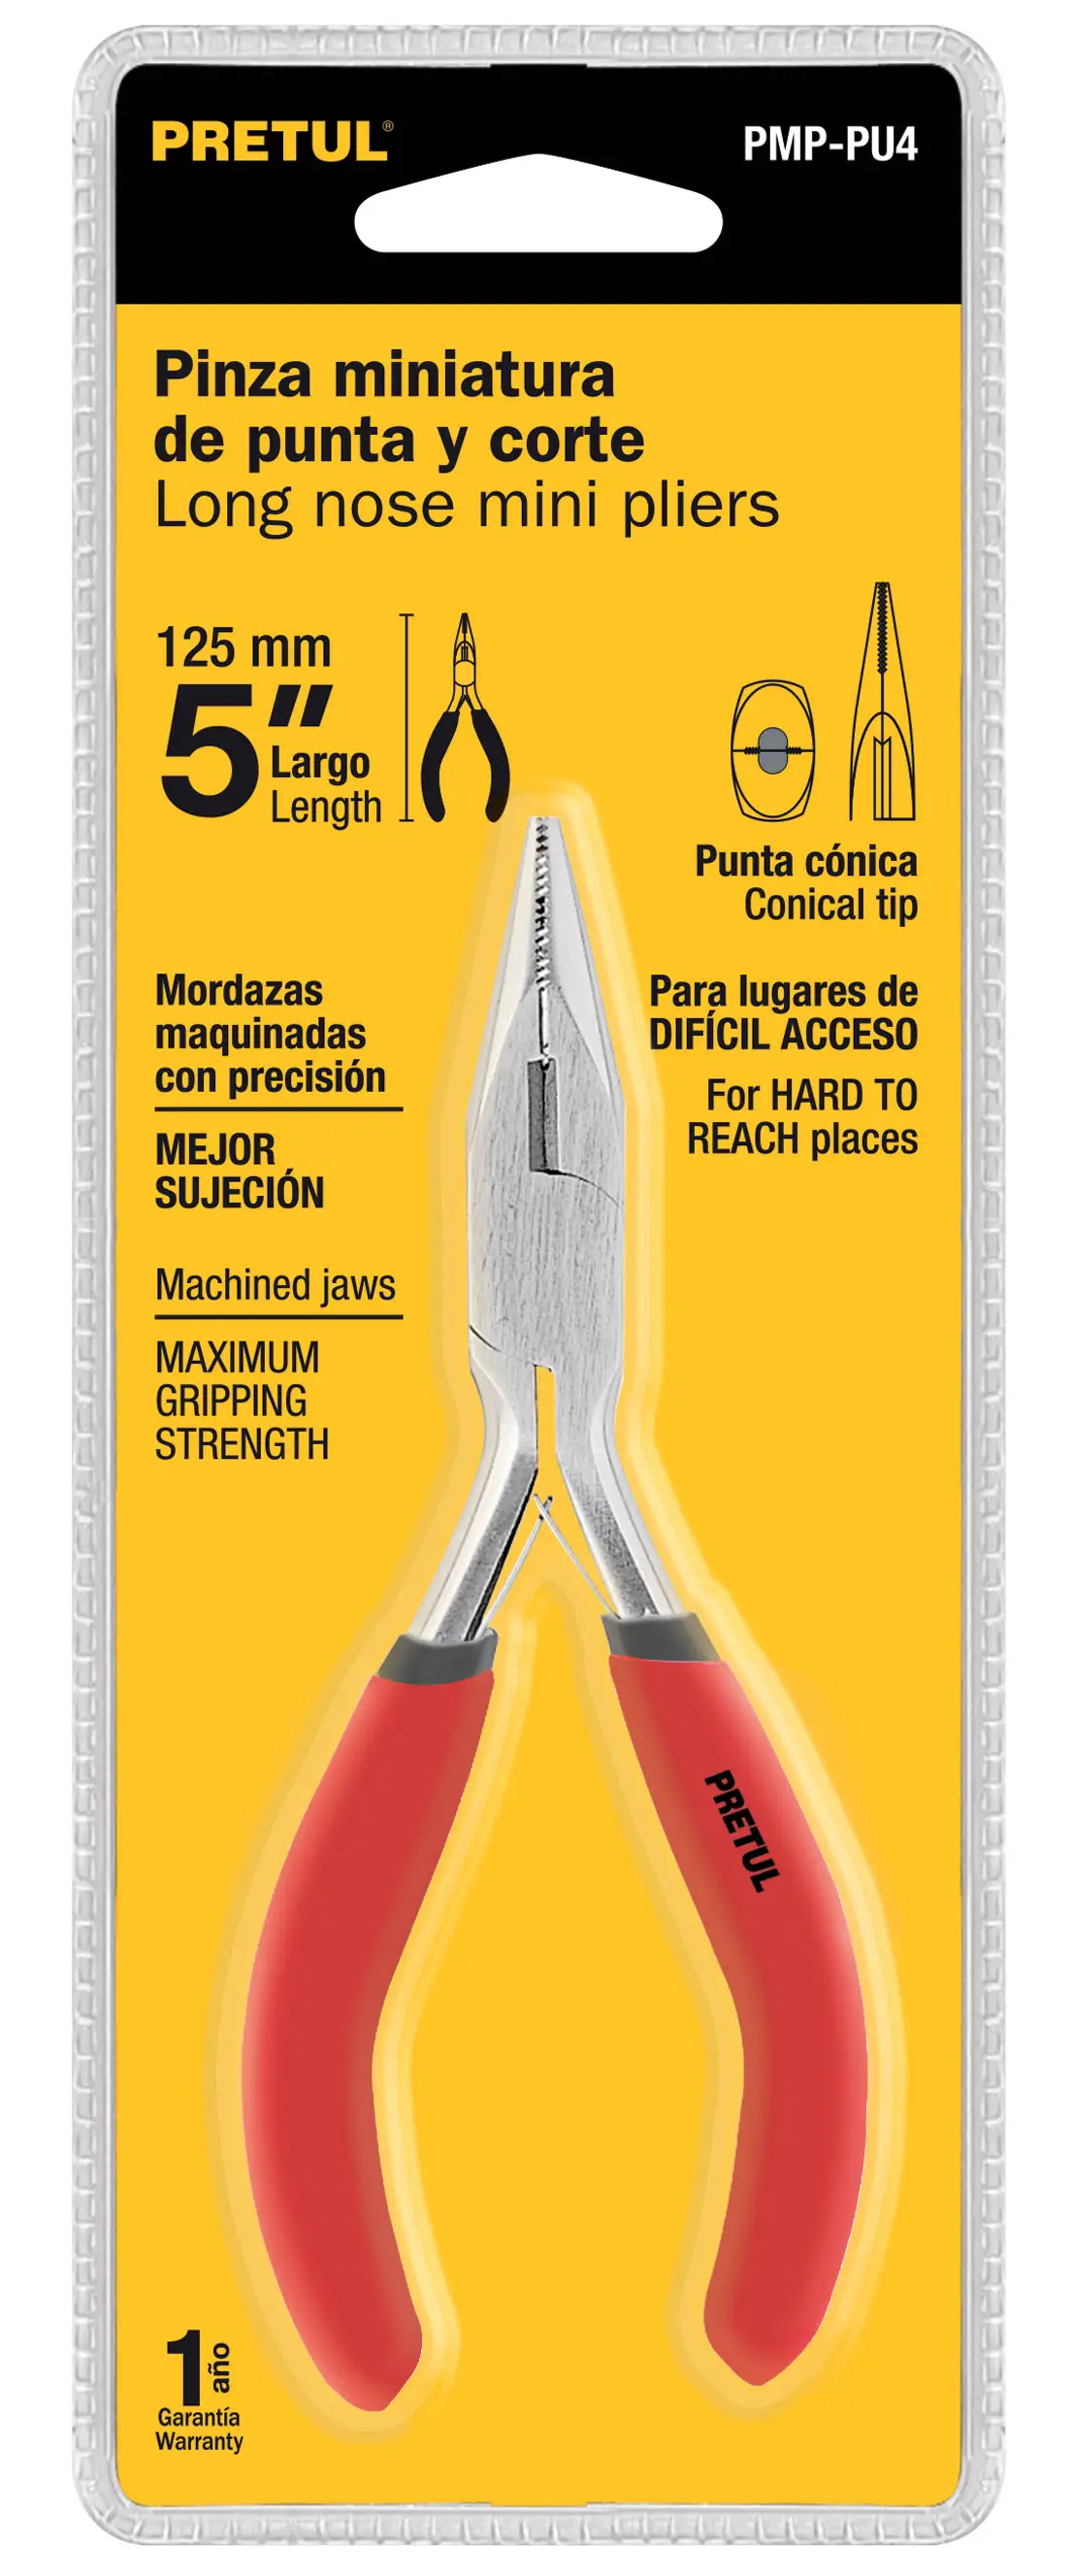 PRETUL®
PMP-PU4
Pinza miniatura
de punta y corte
Long nose mini pliers
125 mm
5"
Largo
Length
Punta cónica
Conical tip
Mordazas
maquinadas
con precisión
MEJOR
SUJECIÓN
Machined jaws
MAXIMUM
GRIPPING
STRENGTH
Para lugares de
DIFÍCIL ACCESO
For HARD TO
REACH places
PRETUL
1 año
Garantía
Warranty